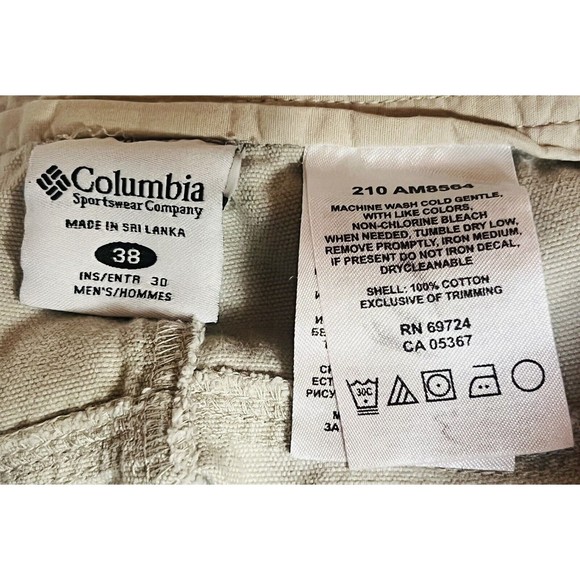 Columbia
Sportswear Company
MADE IN SRI LANKA
38
INS/ENTR 30
MEN'S/HOMMES
210 AM8564
MACHINE WASH COLD GENTLE,
WITH LIKE COLORS,
NON-CHLORINE BLEACH
WHEN NEEDED, TUMBLE DRY LOW,
REMOVE PROMPTLY, IRON MEDIUM,
IF PRESENT DO NOT IRON DECAL,
DRYCLEANABLE
SHELL: 100% COTTON
EXCLUSIVE OF TRIMMING
RN 69724
CA 05367
30C